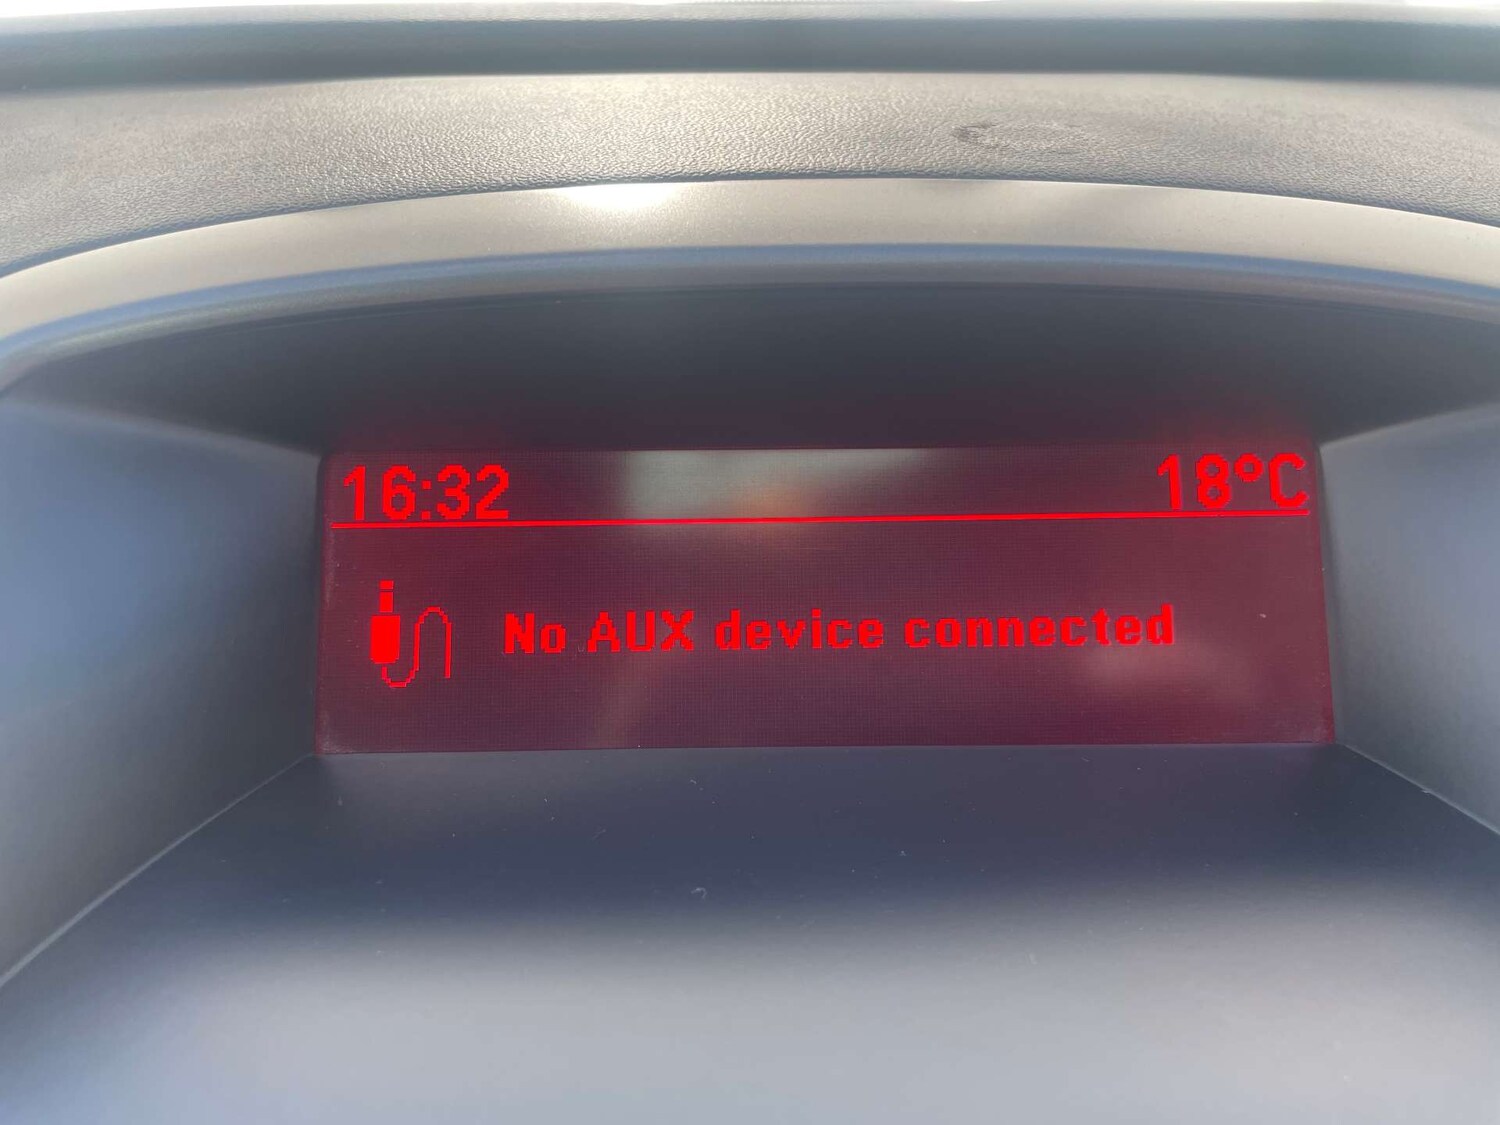 16:32 18°C
No AUX device connected